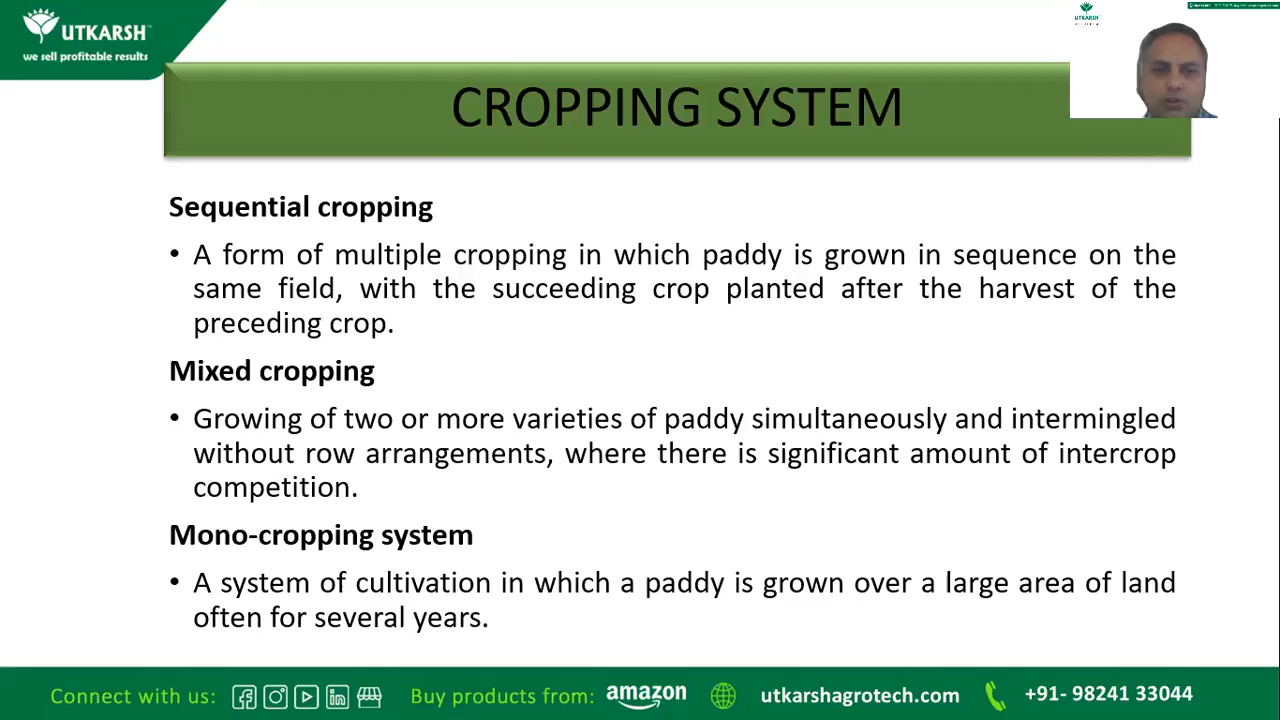 UTKARSH
we sell profitable results
UTKARSH
CROPPING SYSTEM
Sequential cropping
• A form of multiple cropping in which paddy is grown in sequence on the
same field, with the succeeding crop planted after the harvest of the
preceding crop.
Mixed cropping
• Growing of two or more varieties of paddy simultaneously and intermingled
without row arrangements, where there is significant amount of intercrop
competition.
Mono-cropping system
• A system of cultivation in which a paddy is grown over a large area of land
often for several years.
Connect with us: Buy products from: amazon utkarshagrotech.com +91- 98241 33044